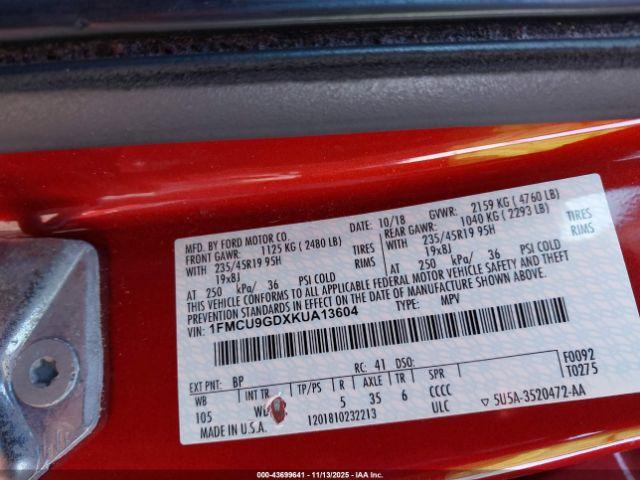 MFD. BY FORD MOTOR CO. 10/18 GVWR: 2159 KG ( 4760 LB)
FRONT GAWR: 1125 KG ( 2480 LB) REAR GAWR: 1040 KG ( 2293 LB)
WITH 235/45R19 95H TIRES WITH 235/45R19 95H TIRES
19x8J RIMS 19x8J RIMS
AT 250 kPa/ 36 PSI COLD AT 250 kPa/ 36 PSI COLD
THIS VEHICLE CONFORMS TO ALL APPLICABLE FEDERAL MOTOR VEHICLE SAFETY AND THEFT
PREVENTION STANDARDS IN EFFECT ON THE DATE OF MANUFACTURE SHOWN ABOVE.
VIN: 1FMCU9GDXKUA13604 TYPE: MPV
EXT PNT: BP RC: 41 DSO: F0092
WB INT TR TP/PS R AXLE TR SPR T0275
105 5 35 6 CCCC
MADE IN U.S.A. 1201810232213 ULC ▽ 5U5A-3520472-AA
000-43699641 - 11/13/2025 - IAA Inc.